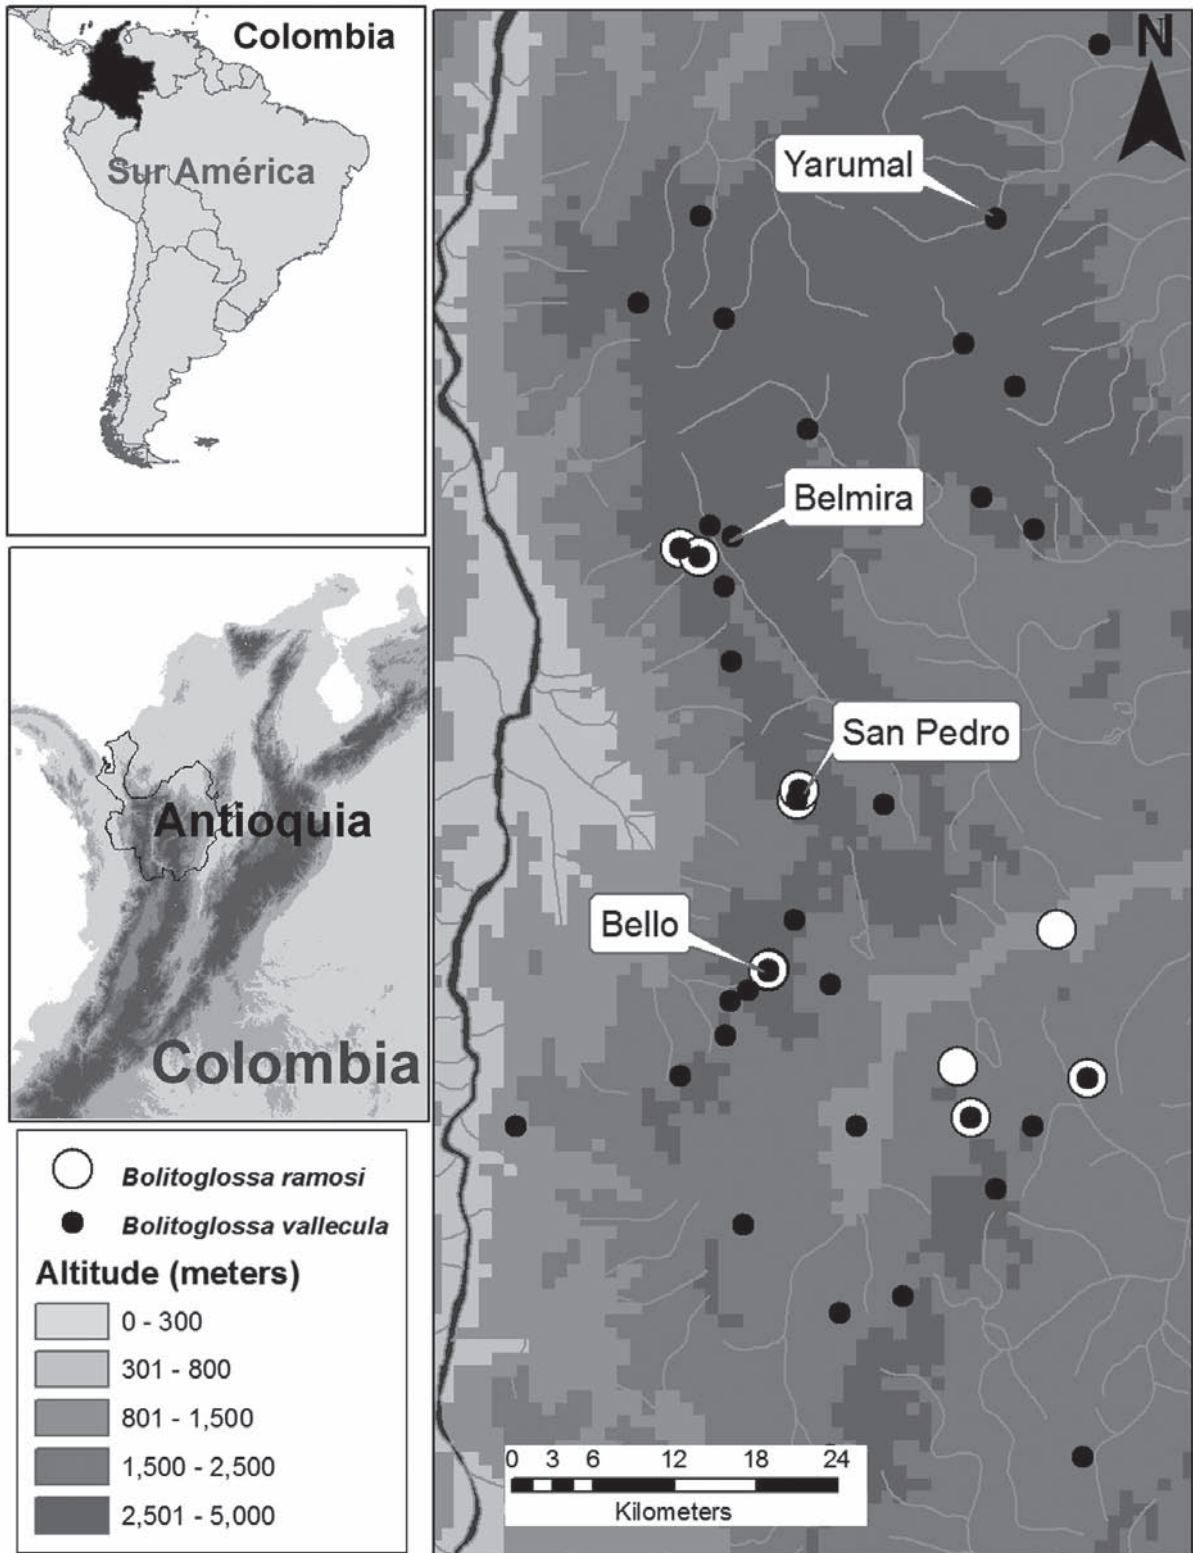 Colombia
Sur América
Antioquia
Colombia
Bolitoglossa ramosi
Bolitoglossa vallecula
Altitude (meters)
0 - 300
301 - 800
801 - 1,500
1,500 - 2,500
2,501 - 5,000
N
Yarumal
Belmira
San Pedro
Bello
0 3 6 12 18 24
Kilometers